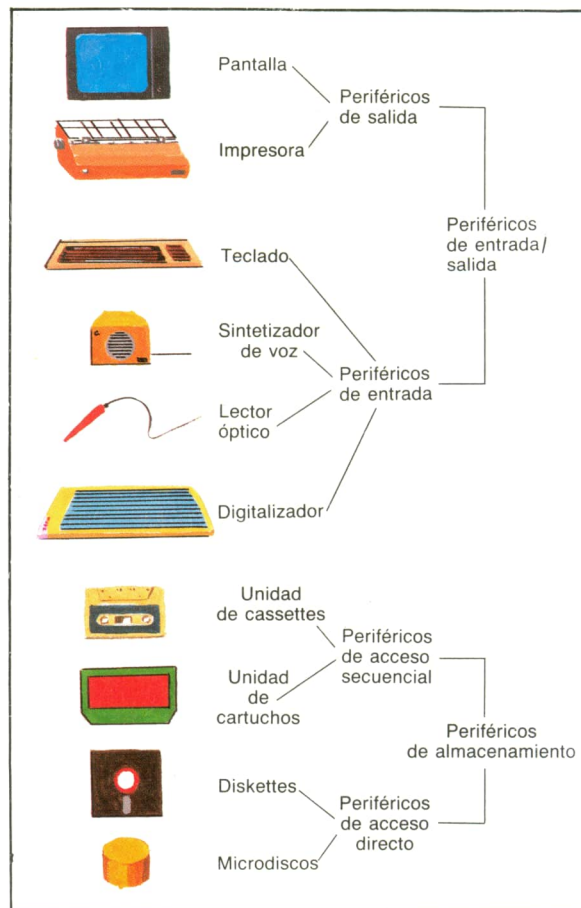 Pantalla
Periféricos
de salida
Impresora
Periféricos
de entrada/
salida
Teclado
Sintetizador
de voz
Periféricos
de entrada
Lector
óptico
Digitalizador
Unidad
de cassettes
Periféricos
de acceso
secuencial
Unidad
de
cartuchos
Periféricos
de almacenamiento
Diskettes
Periféricos
de acceso
directo
Microdiscos